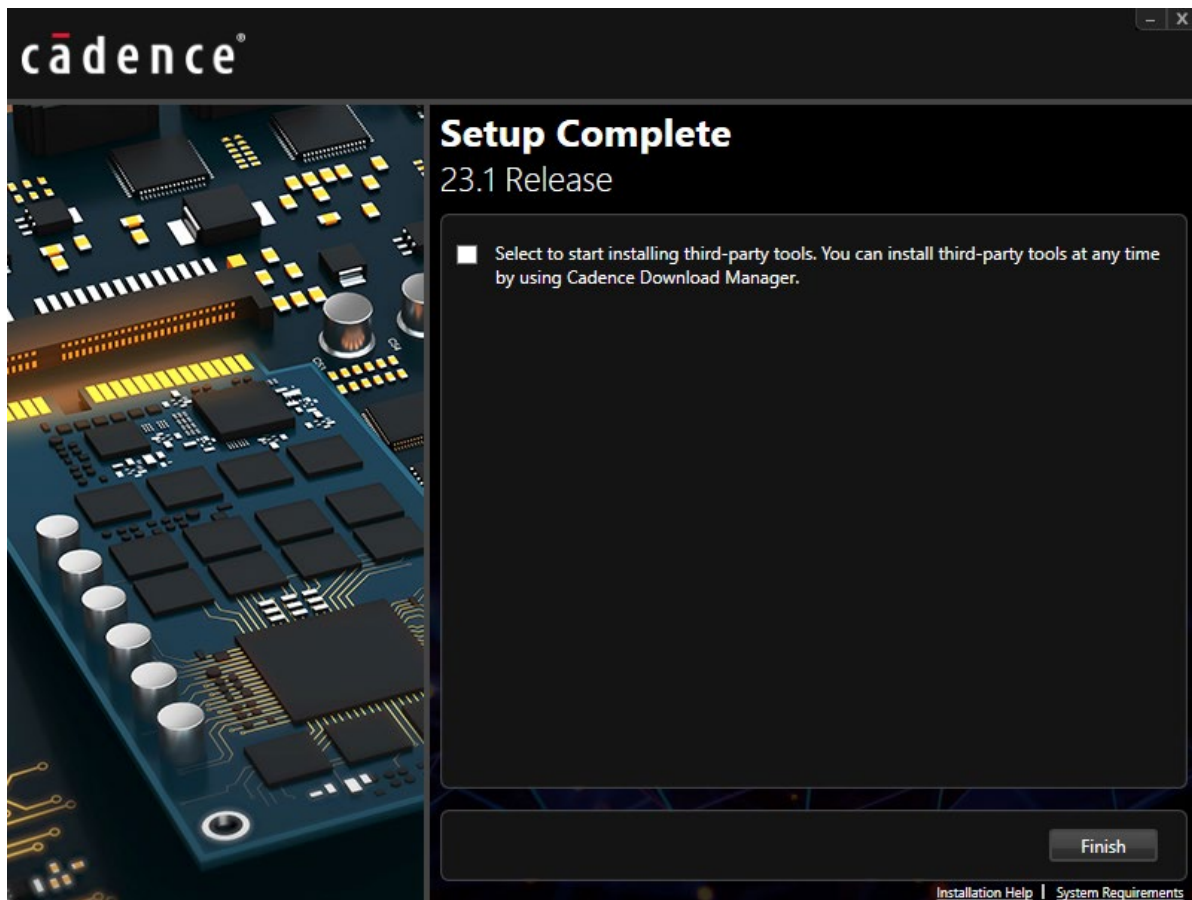 – X
cādence®
Setup Complete
23.1 Release
Select to start installing third-party tools. You can install third-party tools at any time
by using Cadence Download Manager.
Finish
Installation Help | System Requirements